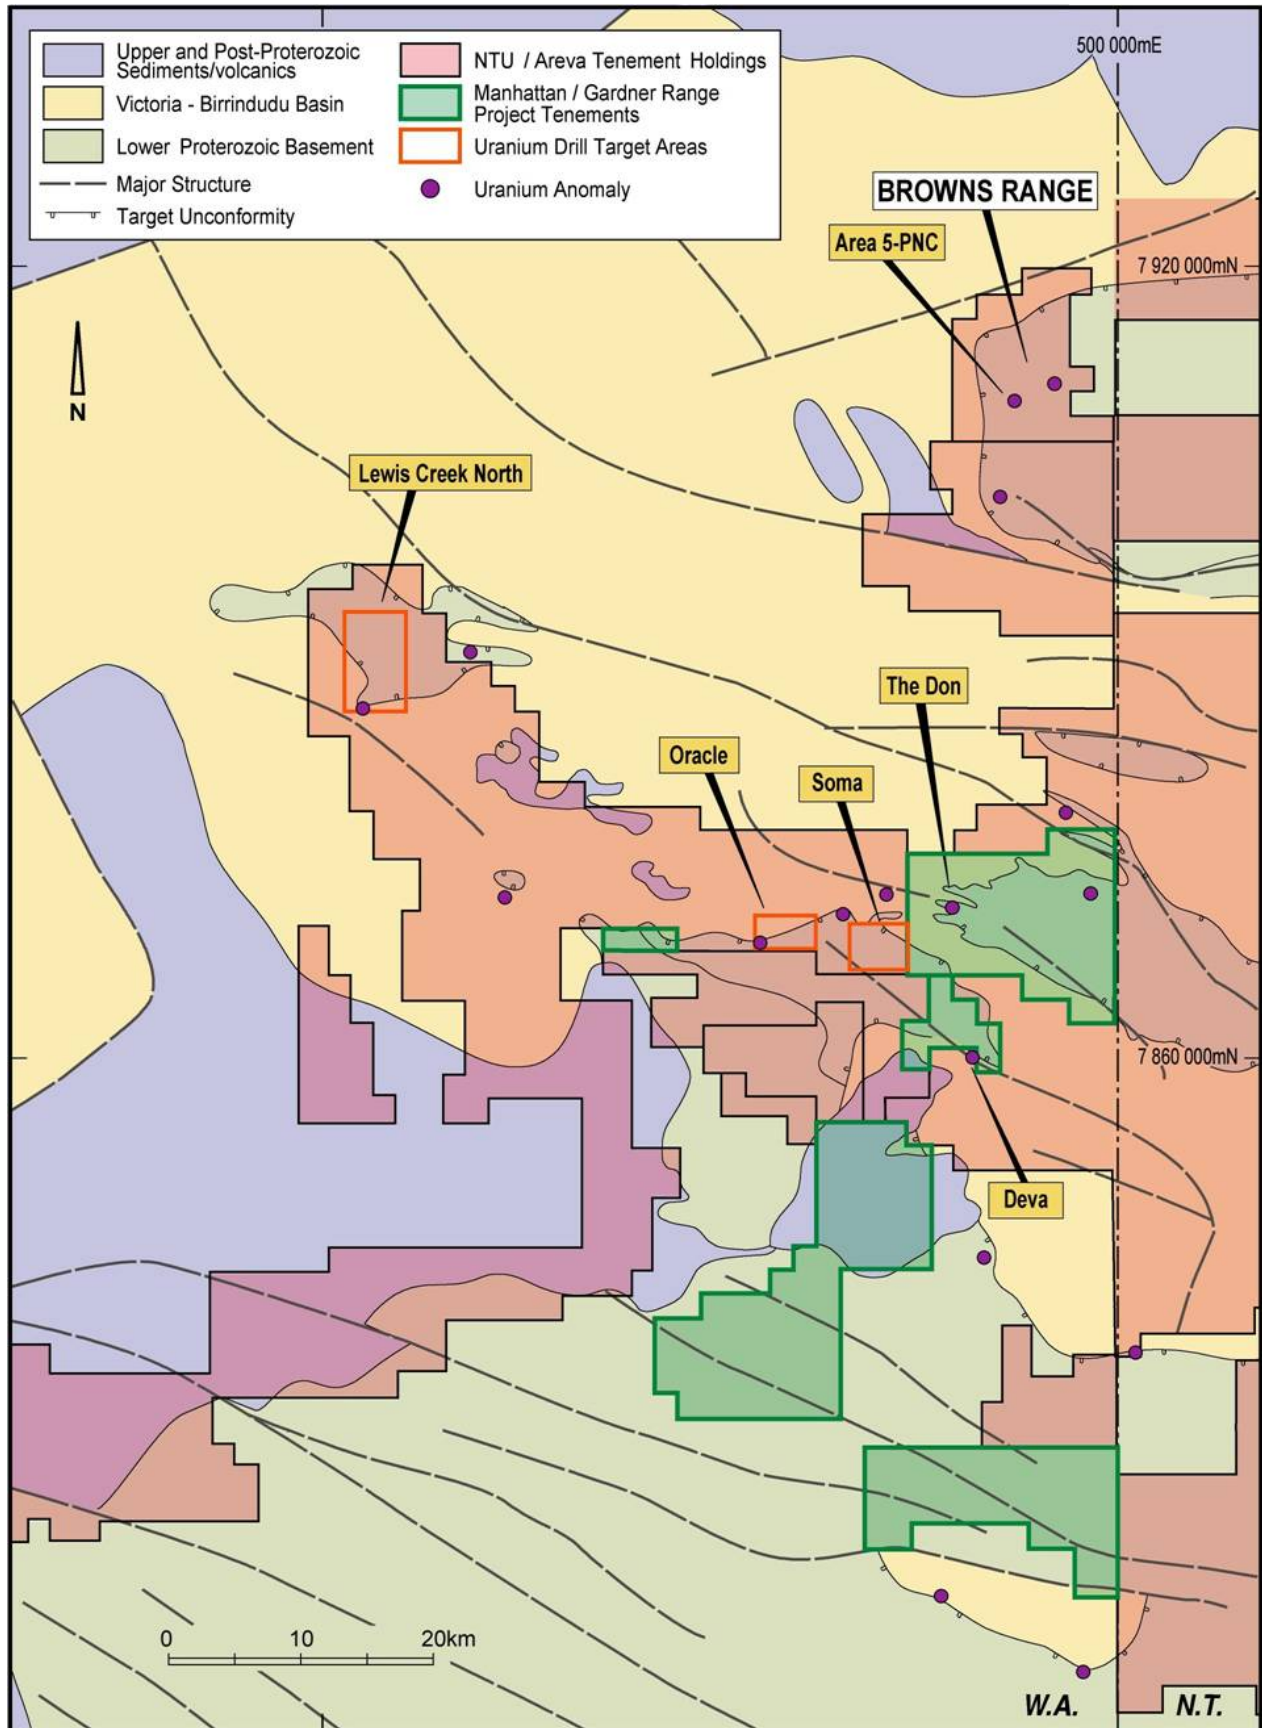 Upper and Post-Proterozoic
Sediments/volcanics
Victoria - Birrindudu Basin
Lower Proterozoic Basement
Major Structure
Target Unconformity
NTU / Areva Tenement Holdings
Manhattan / Gardner Range
Project Tenements
Uranium Drill Target Areas
Uranium Anomaly
500 000mE
BROWNS RANGE
Area 5-PNC
7 920 000mN
N
Lewis Creek North
The Don
Oracle
Soma
7 860 000mN
Deva
0 10 20km
W.A. N.T.